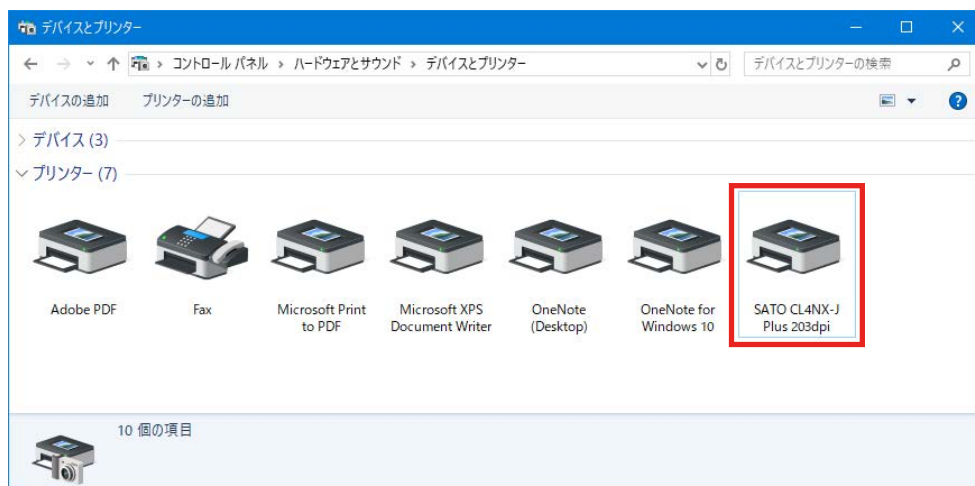 デバイスとプリンター
コントロール パネル › ハードウェアとサウンド › デバイスとプリンター
デバイスとプリンターの検索
デバイスの追加 プリンターの追加
デバイス (3)
プリンター (7)
Adobe PDF
Fax
Microsoft Print
to PDF
Microsoft XPS
Document Writer
OneNote
(Desktop)
OneNote for
Windows 10
SATO CL4NX-J
Plus 203dpi
10 個の項目